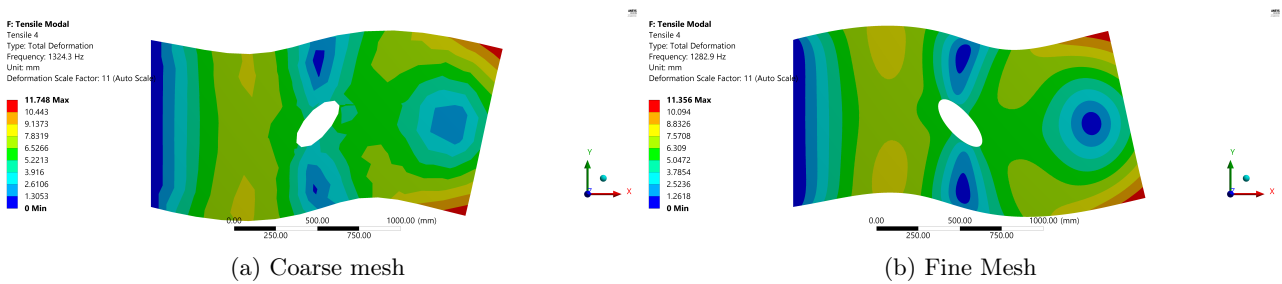 F: Tensile Modal
Tensile 4
Type: Total Deformation
Frequency: 1324.3 Hz
Unit: mm
Deformation Scale Factor: 11 (Auto Scale
11.748 Max
10.443
9.1373
7.8319
6.5266
5.2213
3.916
2.6106
1.3053
0 Min
0.00 500.00 1000.00 (mm)
250.00 750.00
Y
X
(a) Coarse mesh
F: Tensile Modal
Tensile 4
Type: Total Deformation
Frequency: 1282.9 Hz
Unit: mm
Deformation Scale Factor: 11 (Auto Scale
11.356 Max
10.094
8.8326
7.5708
6.309
5.0472
3.7854
2.5236
1.2618
0 Min
0.00 500.00 1000.00 (mm)
250.00 750.00
Y
X
(b) Fine Mesh